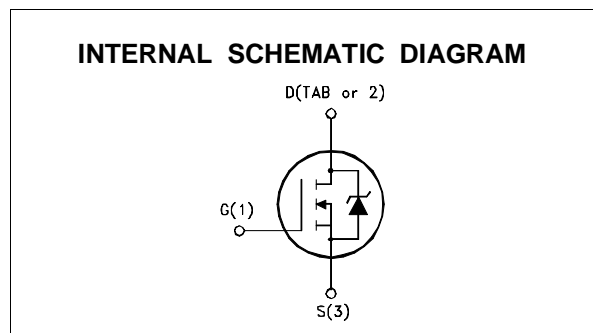 INTERNAL SCHEMATIC DIAGRAM
D(TAB or 2)
G(1)
S(3)